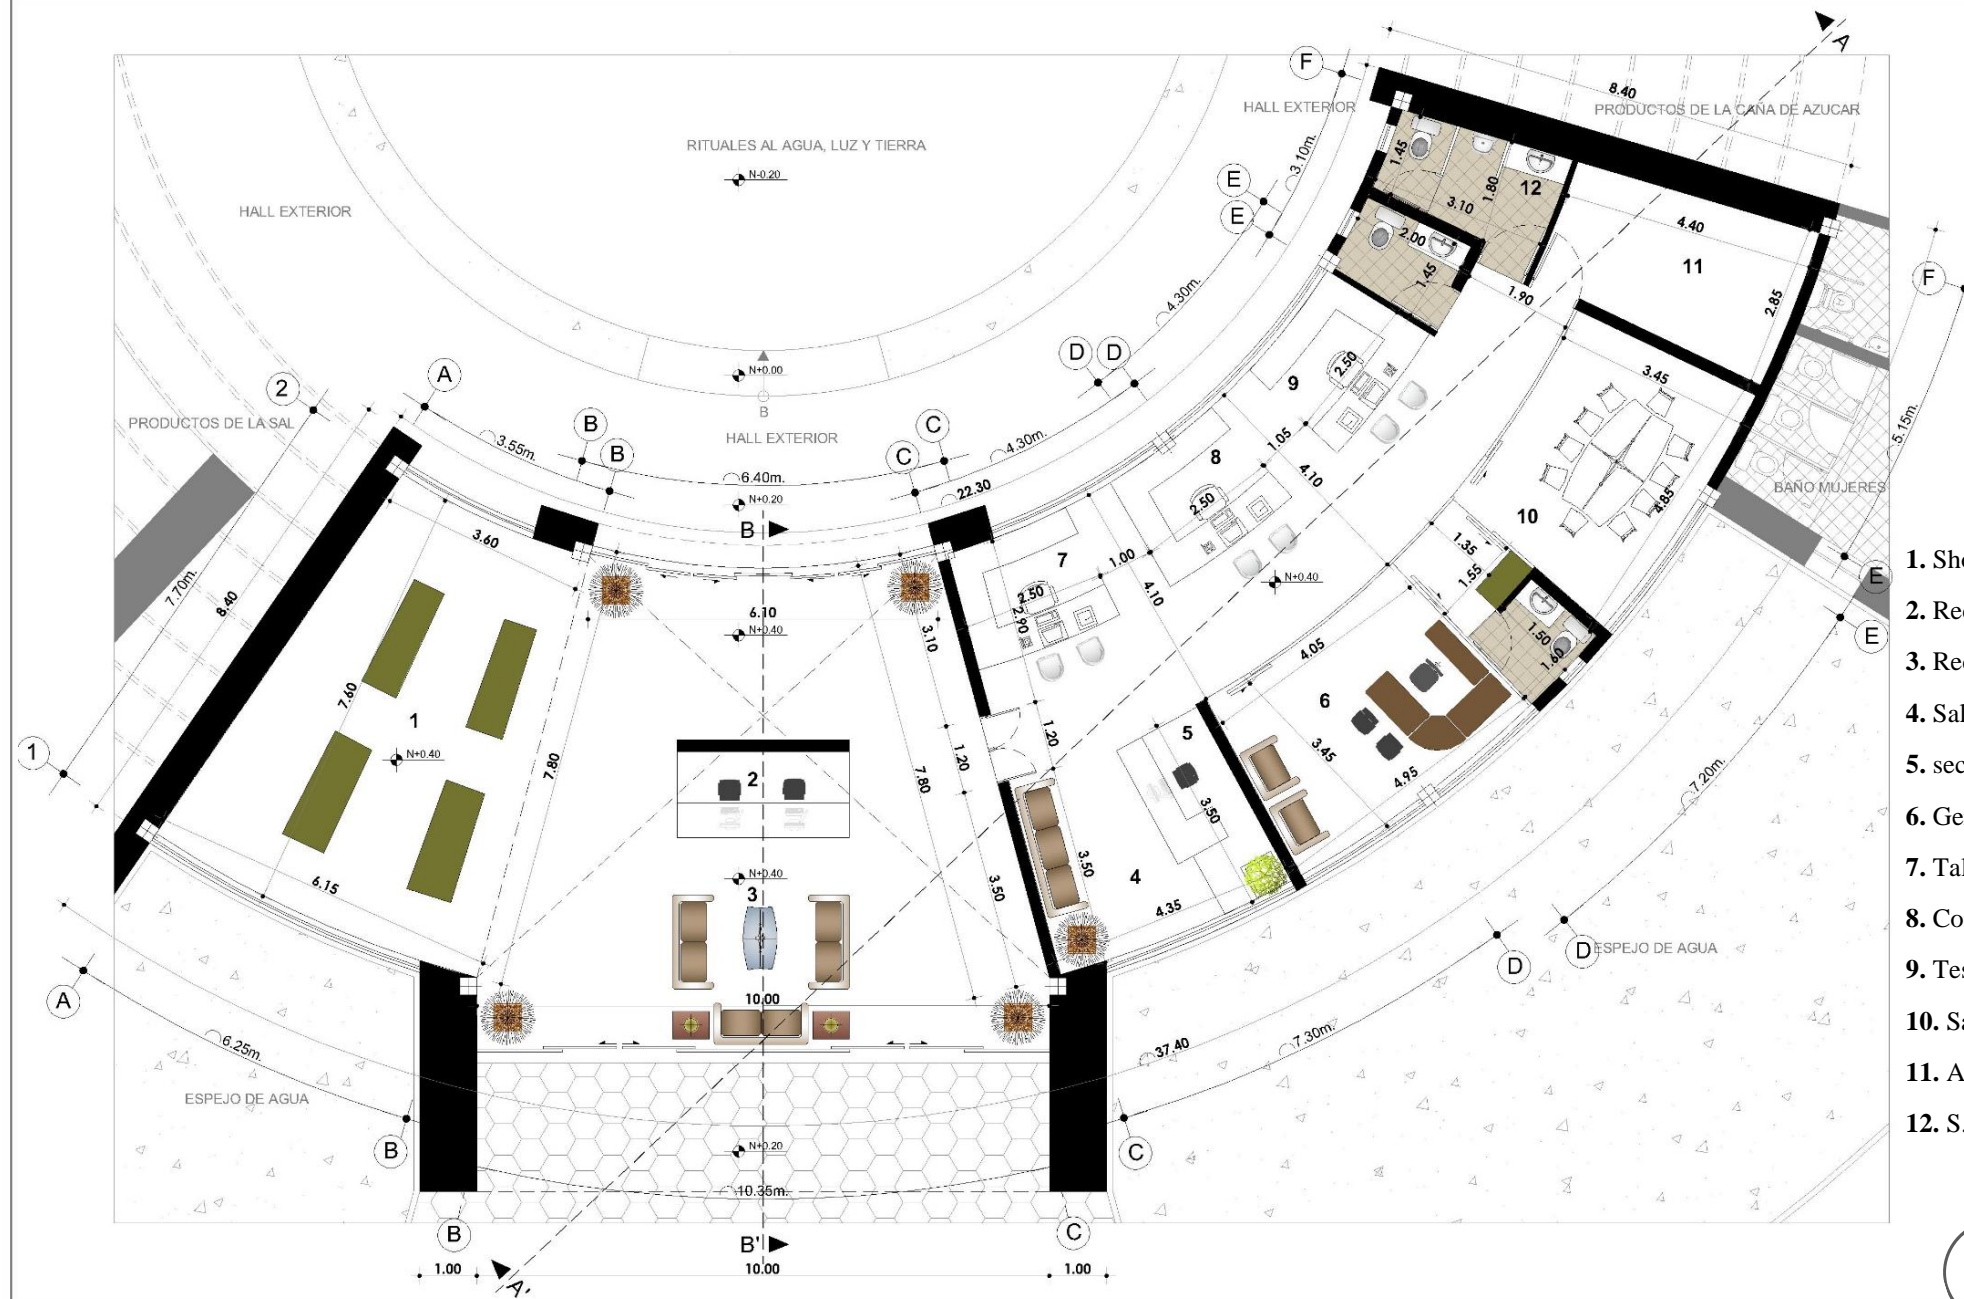 A
F
8.40
HALL EXTERIOR
PRODUCTOS DE LA CAÑA DE AZUCAR
RITUALES AL AGUA, LUZ Y TIERRA
N-0.20
3.10m.
1.45
1.80
12
3.10
E
E
HALL EXTERIOR
4.40
2.00
1.45
11
F
1.90
2.85
4.30m.
D
D
N+0.00
B
2
A
2.50
9
3.45
PRODUCTOS DE LA SAL
3.55m.
B
B
HALL EXTERIOR
C
C
4.30m.
1.05
5.15m.
8
4.10
6.40m.
22.30
N+0.20
B
2.50
4.85
BAÑO MUJERES
10
3.60
7
1.00
1.35
1.55
1. Sh
7.70m.
8.40
6.10
2.50
2.90
4.10
N+0.40
E
2. Re
N+0.40
3.10
4.05
1.50
1.60
E
3. Re
7.60
1
N+0.40
7.80
6
4. Sa
5
1.20
1.20
3.45
1
2
7.80
4.95
7.20m.
5. sec
3.50
6. Ge
N+0.40
3
3.50
3.50
4
7. Ta
6.15
4.35
8. Co
D
D
ESPEJO DE AGUA
9. Te
A
10.00
6.25m.
37.40
7.30m.
10. Sa
11. A
ESPEJO DE AGUA
B
N+0.20
C
12. S.
10.35m.
B
C
B'
1.00
10.00
1.00
A'